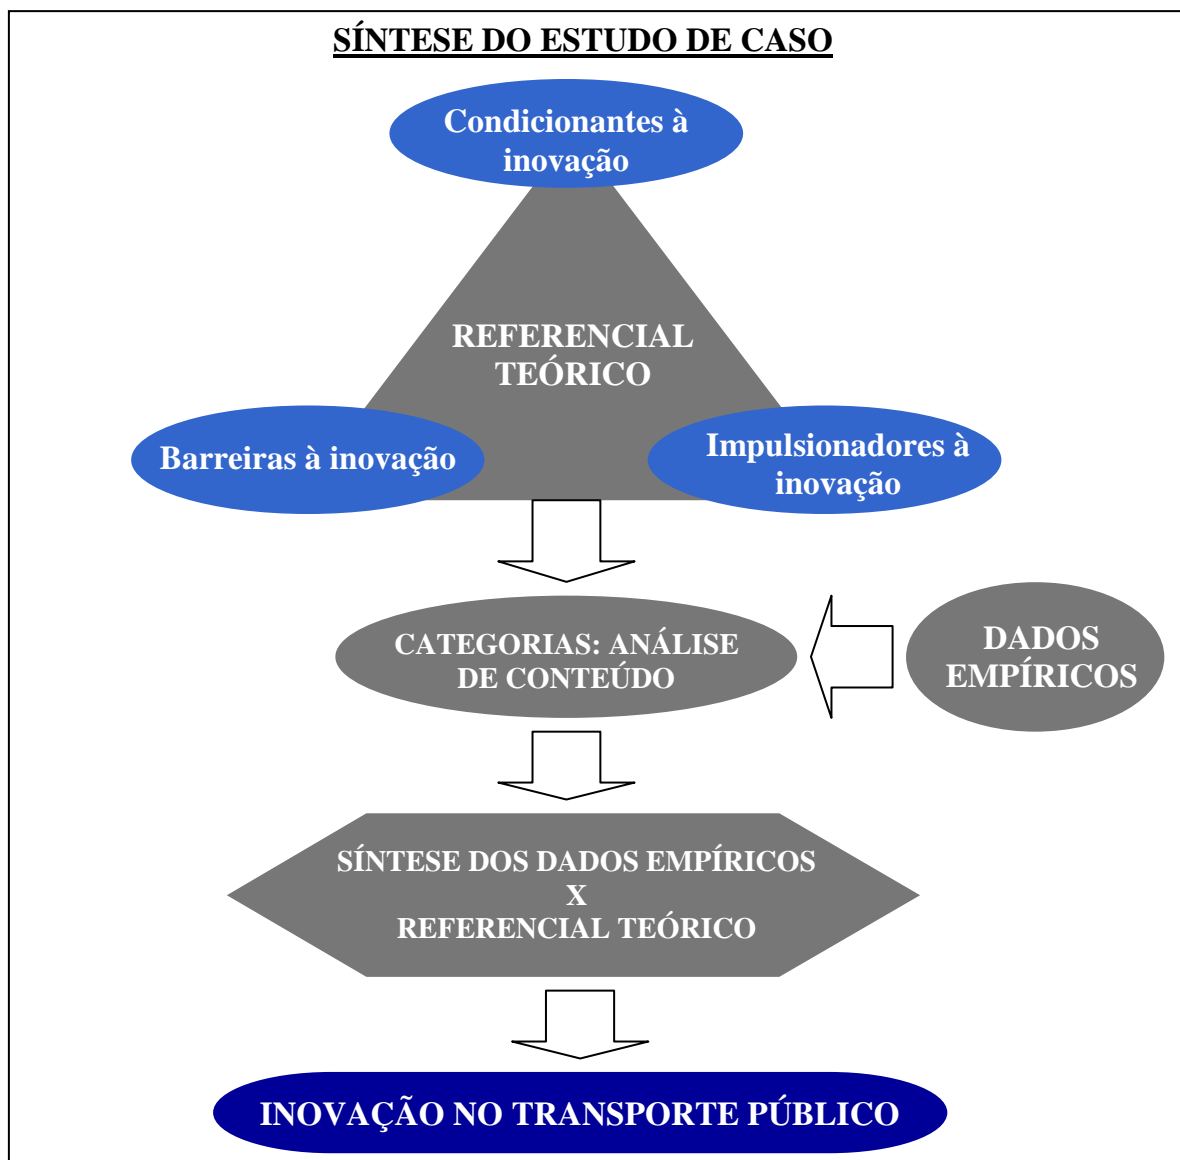 SÍNTESE DO ESTUDO DE CASO
Condicionantes à
inovação
REFERENCIAL
TEÓRICO
Barreiras à inovação
Impulsionadores à
inovação
CATEGORIAS: ANÁLISE
DE CONTEÚDO
DADOS
EMPÍRICOS
SÍNTESE DOS DADOS EMPÍRICOS
X
REFERENCIAL TEÓRICO
INOVAÇÃO NO TRANSPORTE PÚBLICO